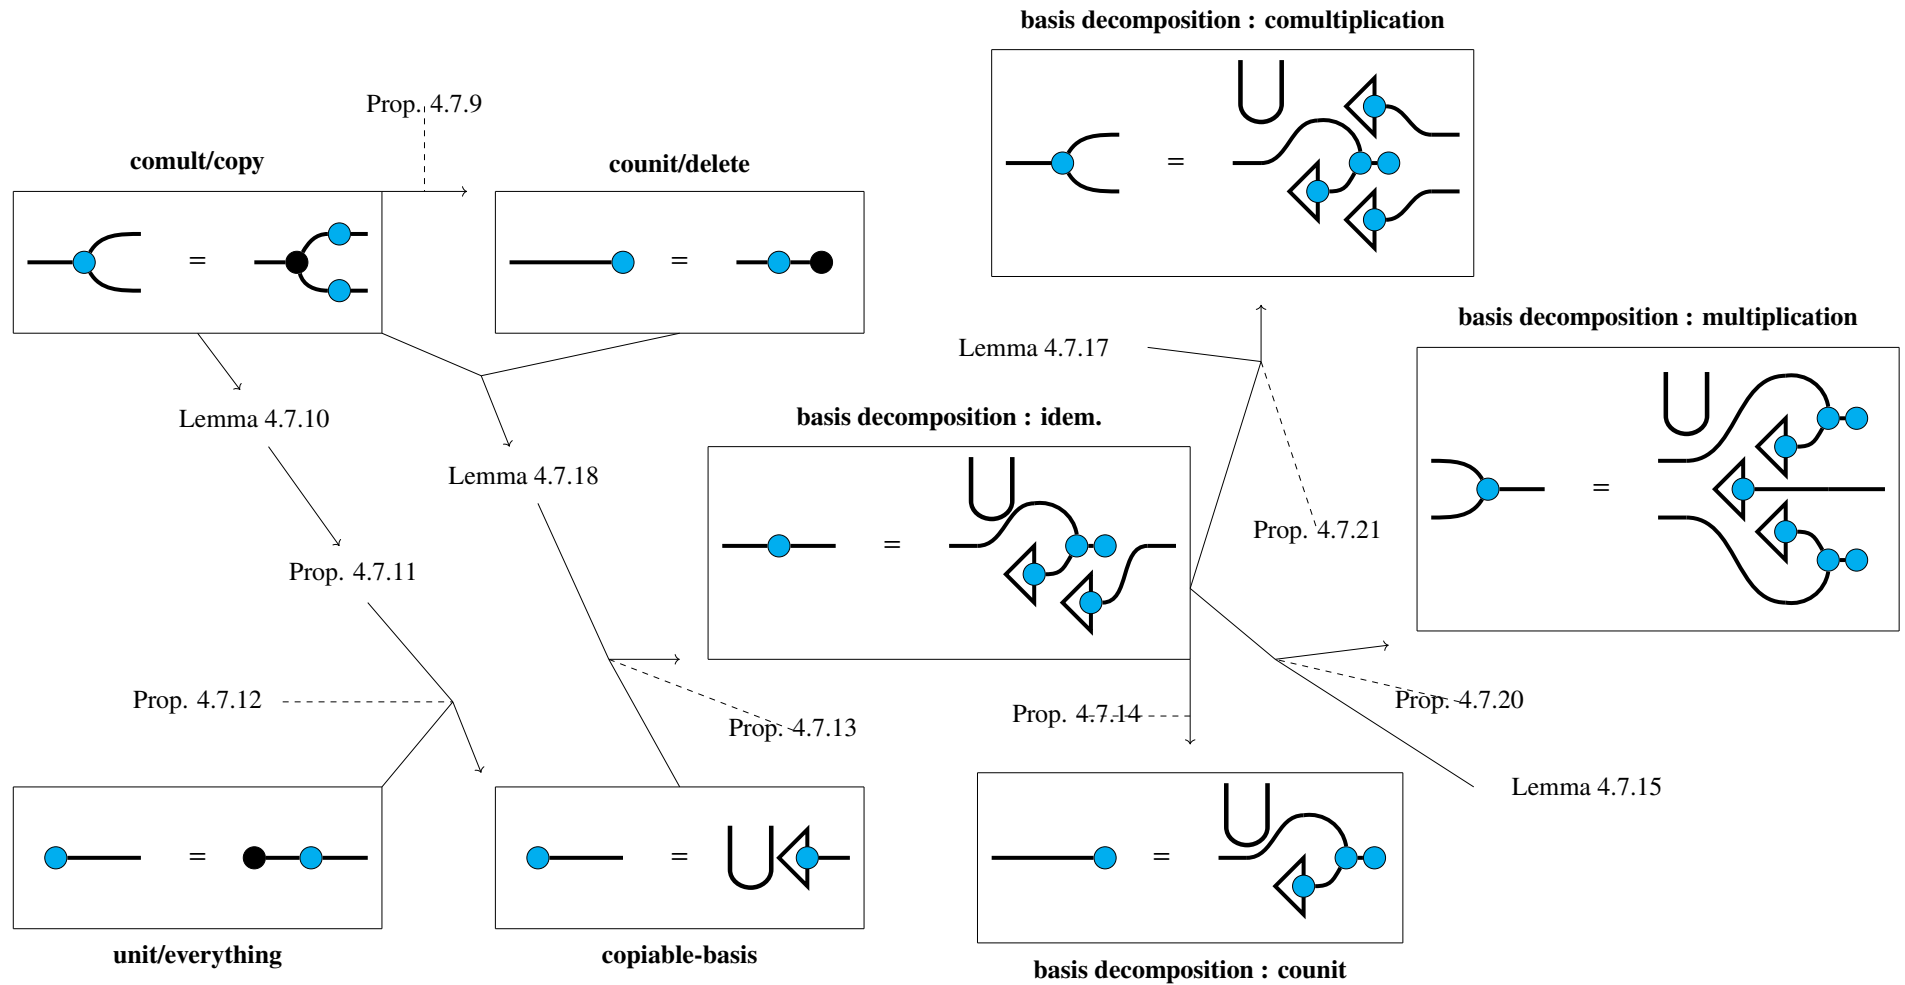 basis decomposition : comultiplication
Prop. 4.7.9
comult/copy
counit/delete
=
=
=
basis decomposition : multiplication
Lemma 4.7.17
Lemma 4.7.10
basis decomposition : idem.
Lemma 4.7.18
=
Prop. 4.7.21
=
Prop. 4.7.11
Prop. 4.7.12
Prop. 4.7.13
Prop. 4.7.14
Prop. 4.7.20
Lemma 4.7.15
=
=
=
unit/everything
copiable-basis
basis decomposition : counit